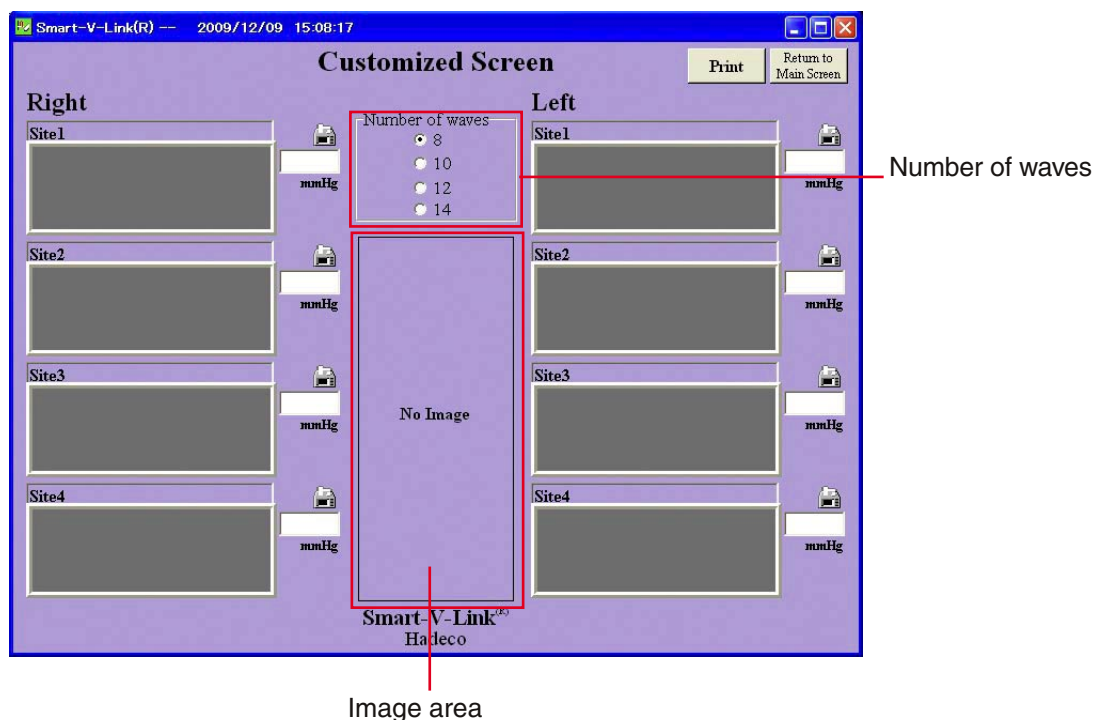 Smart-V-Link(R) -- 2009/12/09 15:08:17
Customized Screen
Print
Return to
Main Screen
Right
Left
Site1
mmHg
Number of waves
8
10
12
14
Site1
mmHg
Number of waves
Site2
mmHg
Site2
mmHg
Site3
mmHg
No Image
Site3
mmHg
Site4
mmHg
Site4
mmHg
Smart-V-Link(R)
Hadeco
Image area